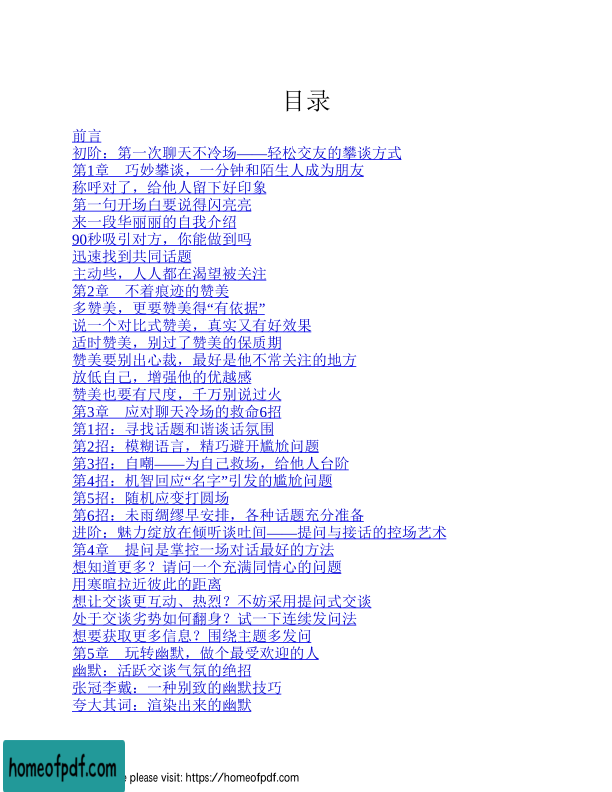 目录
前言
初阶：第一次聊天不冷场——轻松交友的攀谈方式
第1章　巧妙攀谈，一分钟和陌生人成为朋友
称呼对了，给他人留下好印象
第一句开场白要说得闪亮亮
来一段华丽丽的自我介绍
90秒吸引对方，你能做到吗
迅速找到共同话题
主动些，人人都在渴望被关注
第2章　不着痕迹的赞美
多赞美，更要赞美得“有依据”
说一个对比式赞美，真实又有好效果
适时赞美，别过了赞美的保质期
赞美要别出心裁，最好是他不常关注的地方
放低自己，增强他的优越感
赞美也要有尺度，千万别说过火
第3章　应对聊天冷场的救命6招
第1招：寻找话题和谐谈话氛围
第2招：模糊语言，精巧避开尴尬问题
第3招：自嘲——为自己救场，给他人台阶
第4招：机智回应“名字”引发的尴尬问题
第5招：随机应变打圆场
第6招：未雨绸缪早安排，各种话题充分准备
进阶：魅力绽放在倾听谈吐间——提问与接话的控场艺术
第4章　提问是掌控一场对话最好的方法
想知道更多？请问一个充满同情心的问题
用寒暄拉近彼此的距离
想让交谈更互动、热烈？不妨采用提问式交谈
处于交谈劣势如何翻身？试一下连续发问法
想要获取更多信息？围绕主题多发问
第5章　玩转幽默，做个最受欢迎的人
幽默：活跃交谈气氛的绝招
张冠李戴：一种别致的幽默技巧
夸大其词：渲染出来的幽默
homeofpdf.com
please visit: https://homeofpdf.com